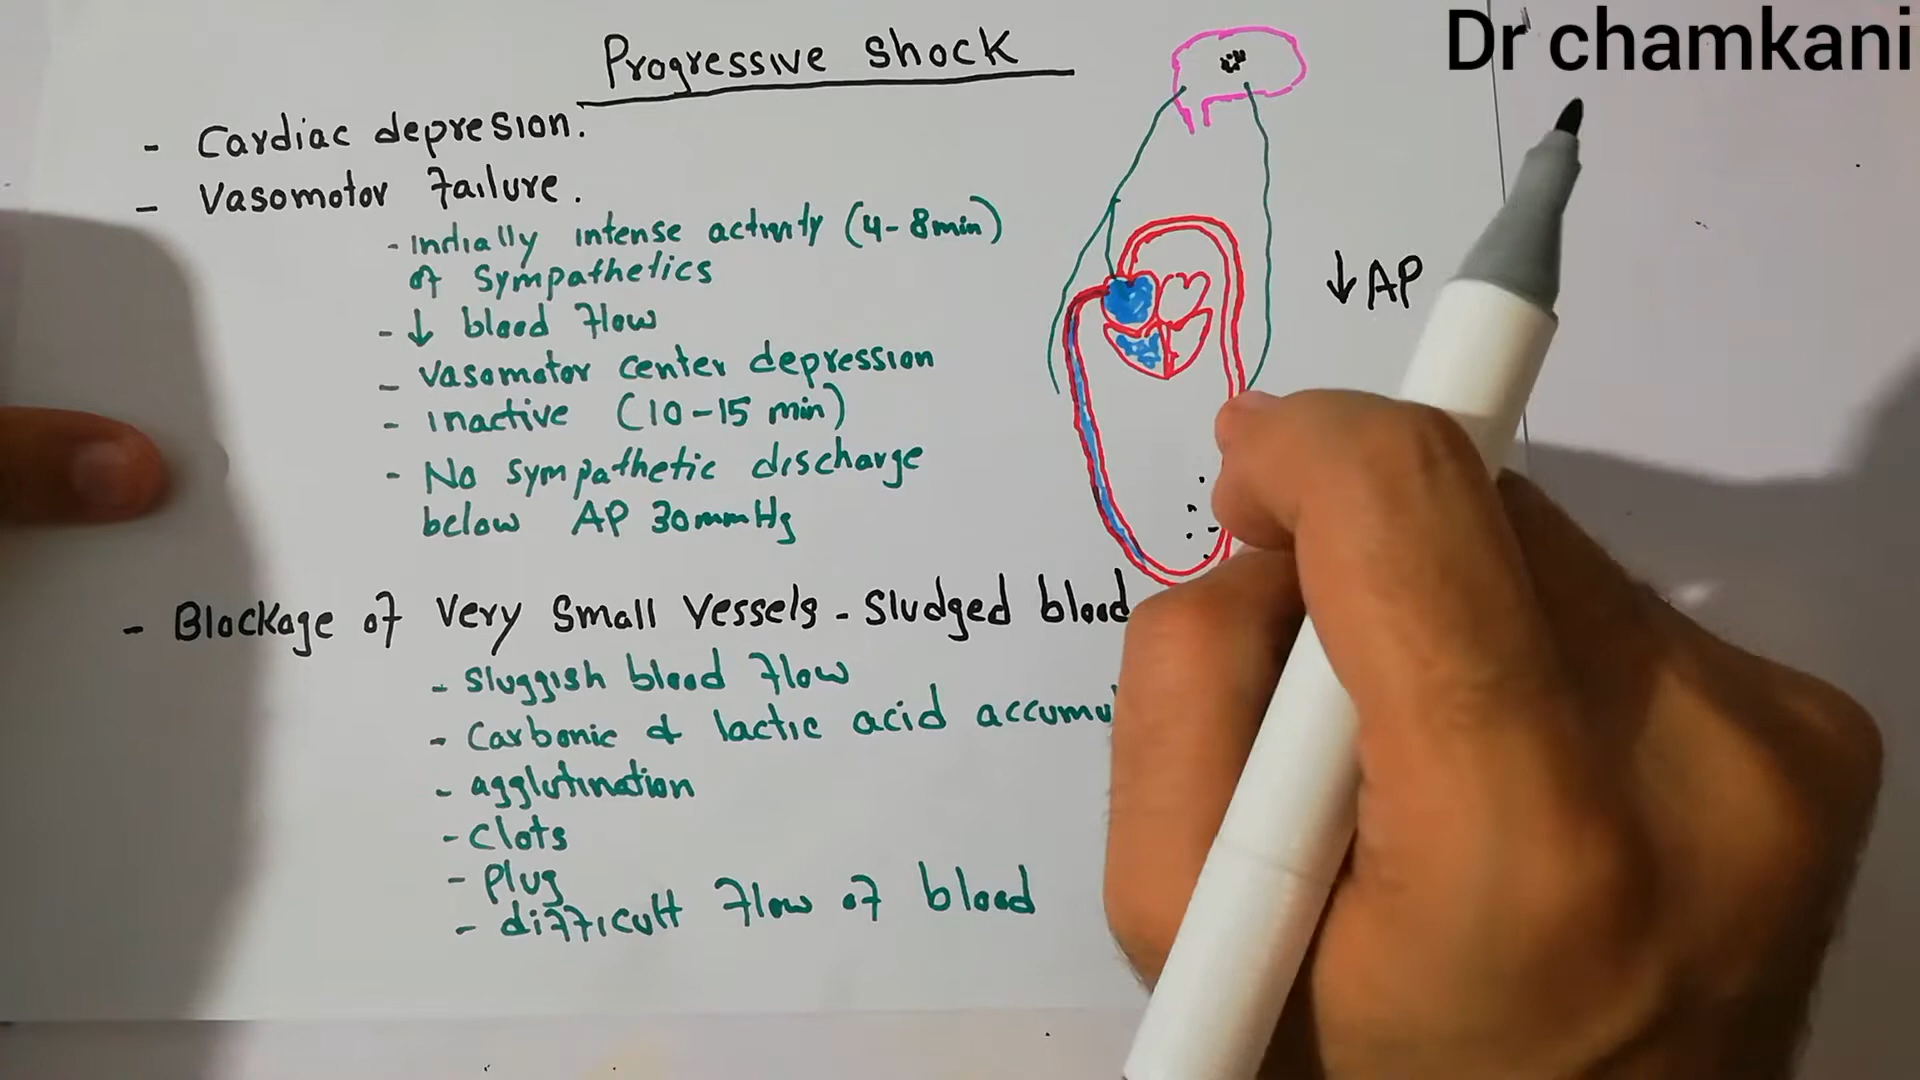 Progressive shock
Dr chamkani
- Cardiac depresion.
- Vasomotor failure.
- Initially intense activity (4-8min)
of sympathetics
- ↓ blood flow
- Vasomotor center depression
- inactive (10-15 min)
- No sympathetic discharge
below AP 30mmHg
↓ AP
- Blockage of very small vessels - sludged blood
- sluggish blood flow
- Carbonic & lactic acid accumu
- agglutination
- clots
- plug
- difficult flow of blood